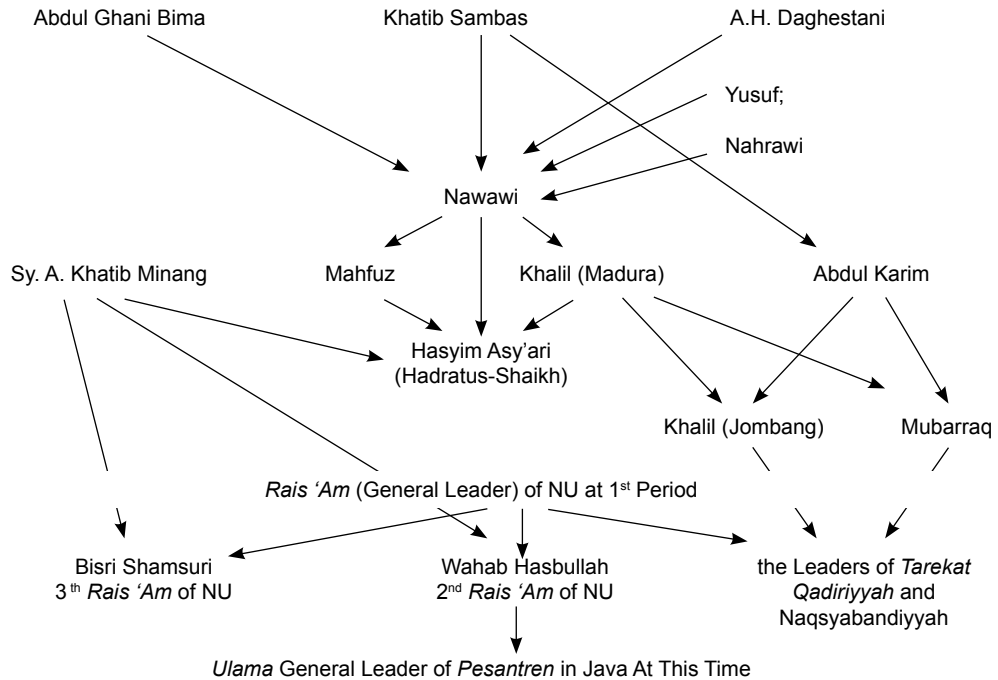 Abdul Ghani Bima
Khatib Sambas
A.H. Daghestani
Yusuf;
Nahrawi
Nawawi
Sy. A. Khatib Minang
Mahfuz
Khalil (Madura)
Abdul Karim
Hasyim Asy’ari
(Hadratus-Shaikh)
Khalil (Jombang)
Mubarraq
Rais ‘Am (General Leader) of NU at 1st Period
Bisri Shamsuri
3 th Rais ‘Am of NU
Wahab Hasbullah
2nd Rais ‘Am of NU
the Leaders of Tarekat
Qadiriyyah and
Naqsyabandiyyah
Ulama General Leader of Pesantren in Java At This Time